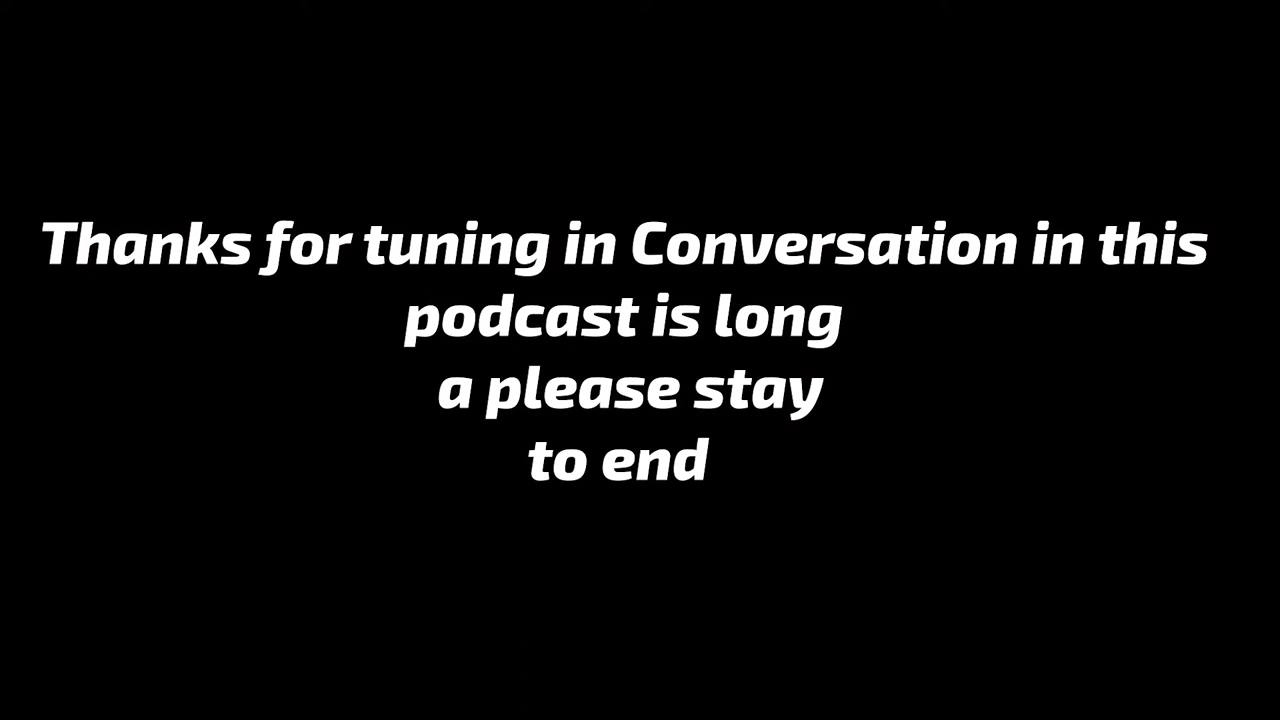 Thanks for tuning in Conversation in this
podcast is long
a please stay
to end